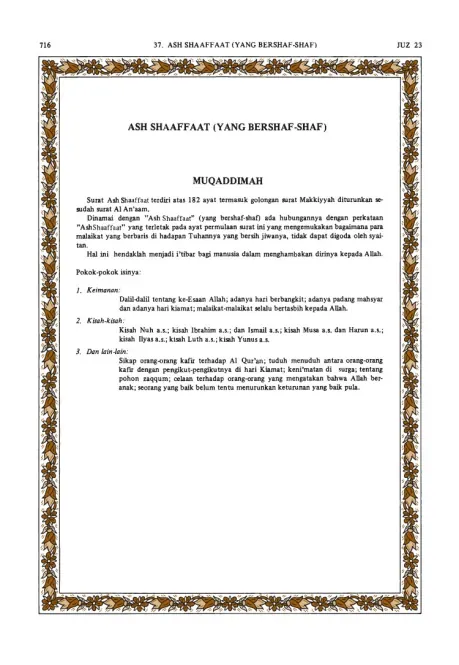 716 37. ASH SHAAFFAAT (YANG BERSHAF-SHAF) JUZ 23
ASH SHAAFFAAT (YANG BERSHAF-SHAF)
MUQADDIMAH
Surat Ash Shaaffaat terdiri atas 182 ayat termasuk golongan surat Makkiyyah diturunkan se-
sudah surat Al An'aam.
Dinamai dengan "Ash Shaaffaat" (yang bershaf-shaf) ada hubungannya dengan perkataan
"AshShaaffaat" yang terletak pada ayat permulaan surat ini yang mengemukakan bagaimana para
malaikat yang berbaris di hadapan Tuhannya yang bersih jiwanya, tidak dapat digoda oleh syai-
tan.
Hal ini hendaklah menjadi i'tibar bagi manusia dalam menghambakan dirinya kepada Allah.
Pokok-pokok isinya:
1. Keimanan:
Dalil-dalil tentang ke-Esaan Allah; adanya hari berbangkit; adanya padang mahsyar
dan adanya hari kiamat; malaikat-malaikat selalu bertasbih kepada Allah.
2. Kisah-kisah:
Kisah Nuh a.s.; kisah Ibrahim a.s.; dan Ismail a.s.; kisah Musa a.s. dan Harun a.s.;
kisah Ilyas a.s.; kisah Luth a.s.; kisah Yunus a.s.
3. Dan lain-lain:
Sikap orang-orang kafir terhadap Al Qur'an; tuduh menuduh antara orang-orang
kafir dengan pengikut-pengikutnya di hari Kiamat; keni'matan di surga; tentang
pohon zaqqum; celaan terhadap orang-orang yang mengatakan bahwa Allah ber-
anak; seorang yang baik belum tentu menurunkan keturunan yang baik pula.